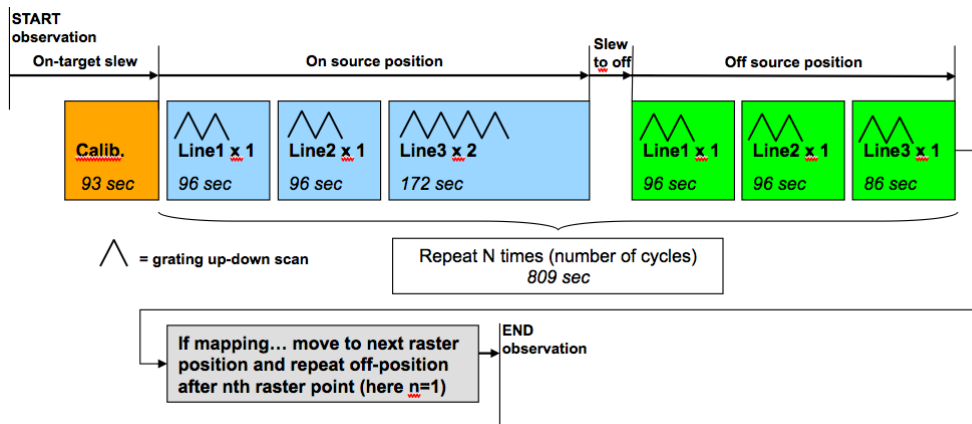 START
observation
On-target slew
On source position
Slew
to off
Off source position
Calib.
93 sec
Line1 x 1
96 sec
Line2 x 1
96 sec
Line3 x 2
172 sec
Line1 x 1
96 sec
Line2 x 1
96 sec
Line3 x 1
86 sec
= grating up-down scan
Repeat N times (number of cycles)
809 sec
If mapping… move to next raster
position and repeat off-position
after nth raster point (here n=1)
END
observation